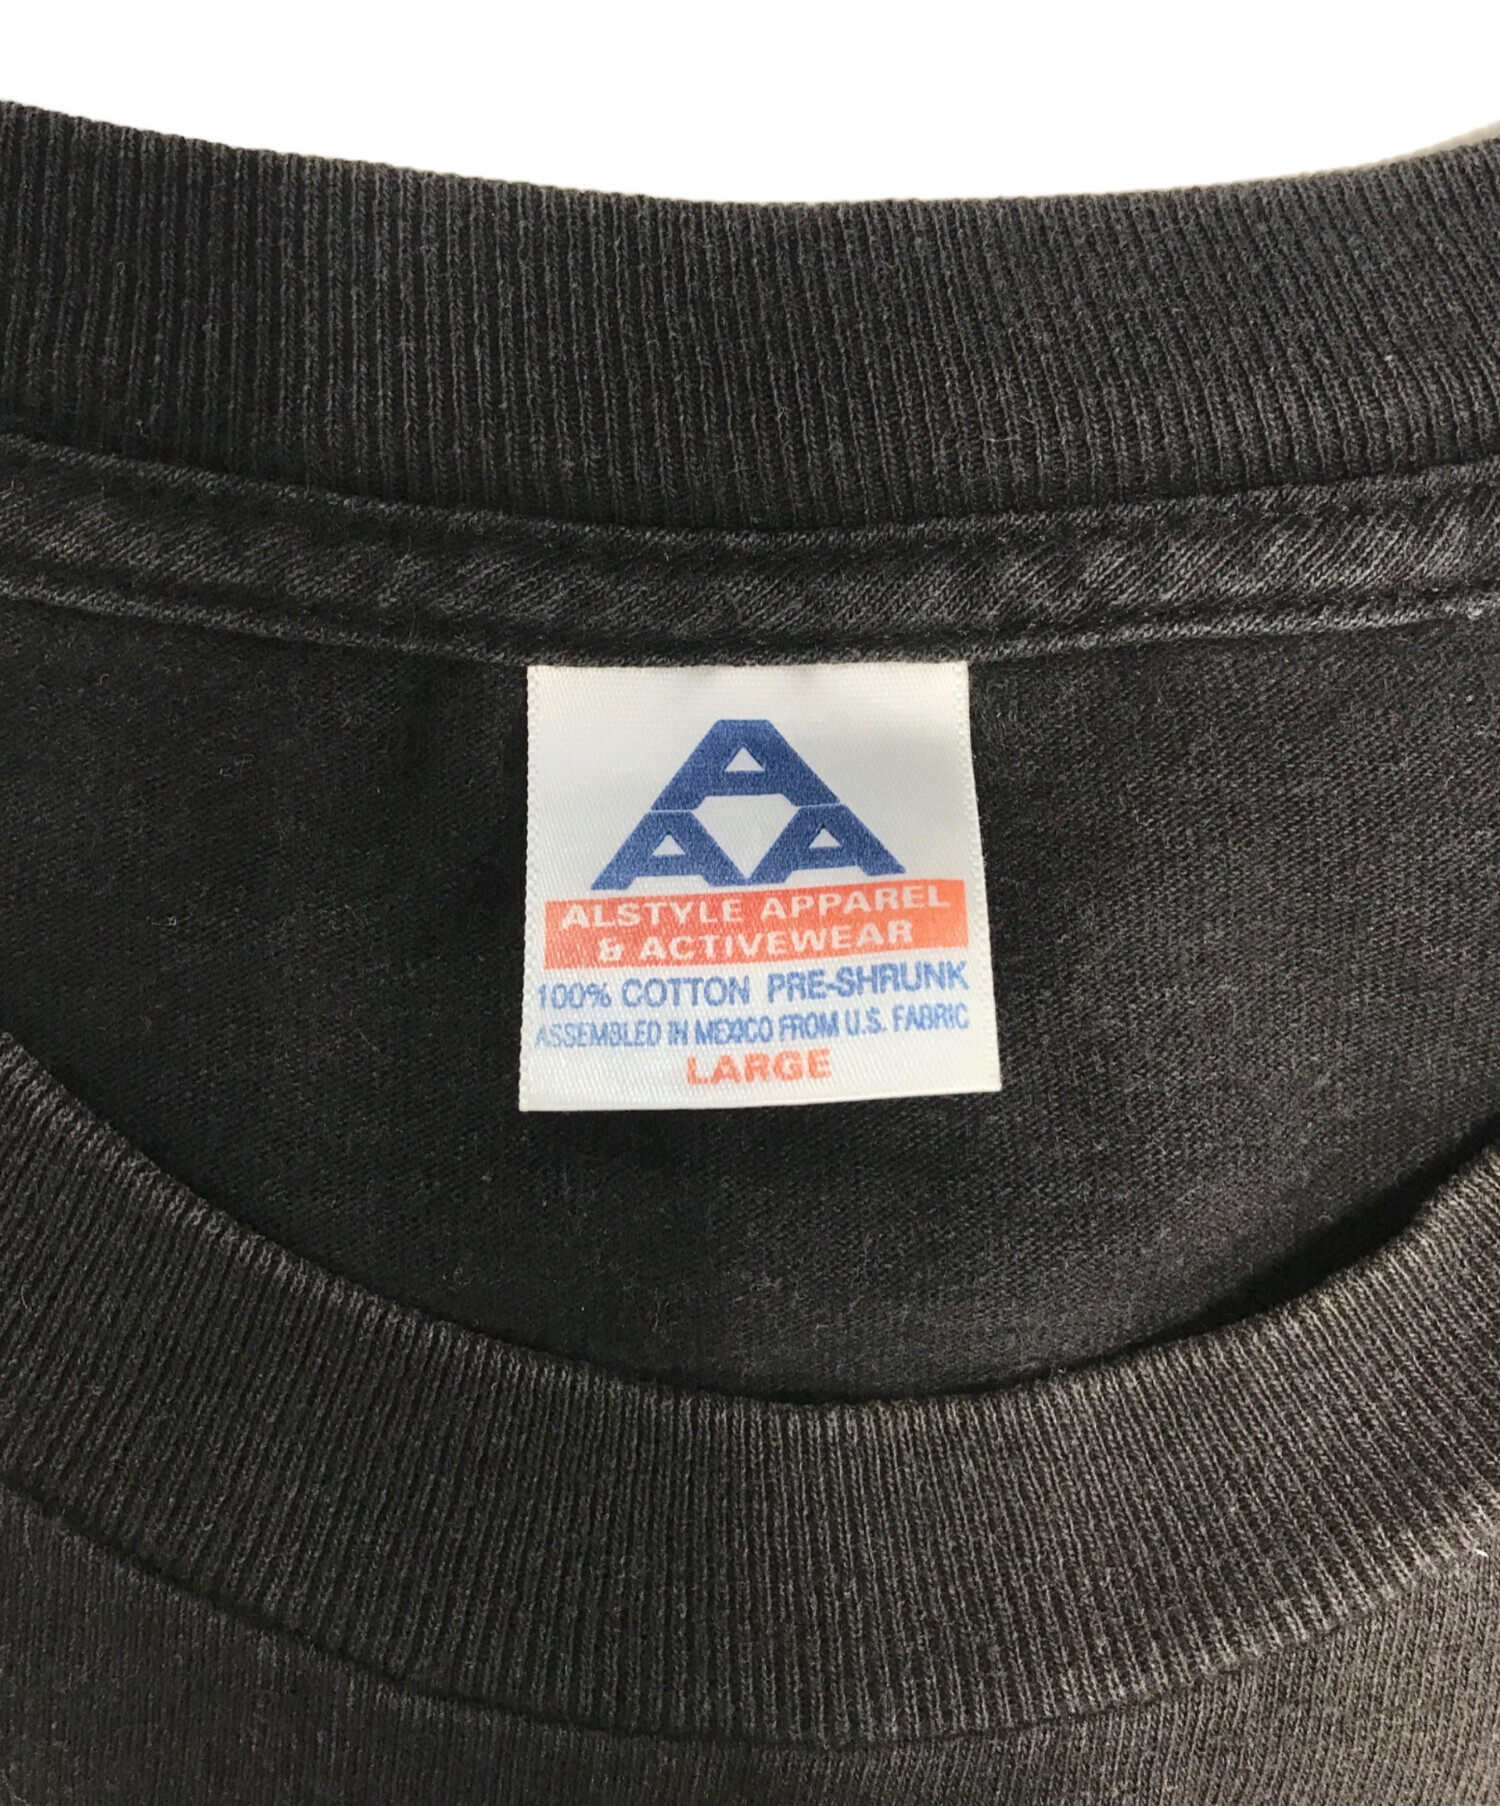 A
A A
ALSTYLE APPAREL
& ACTIVEWEAR
100% COTTON PRE-SHRUNK
ASSEMBLED IN MEXICO FROM U.S. FABRIC
LARGE